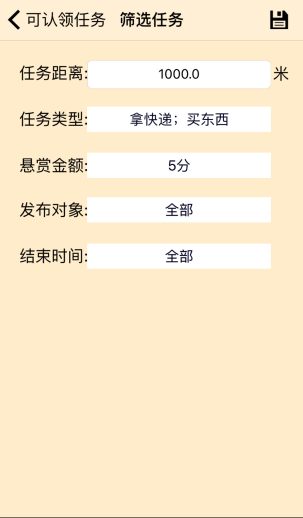 可认领任务 筛选任务
任务距离: 1000.0 米
任务类型: 拿快递；买东西
悬赏金额: 5分
发布对象: 全部
结束时间: 全部